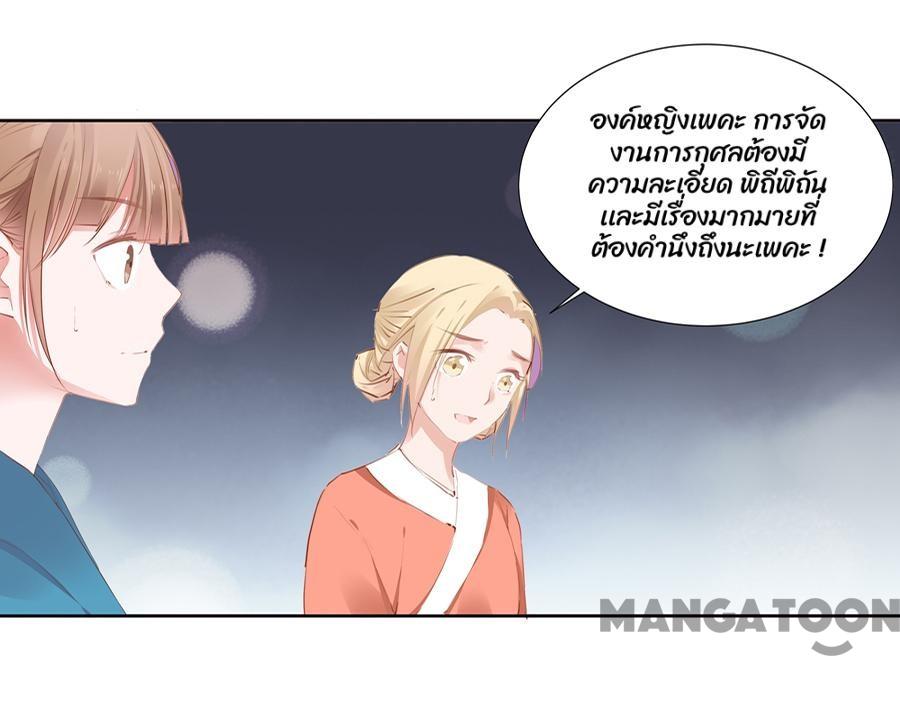 องค์หญิงเพคะ การจัด
งานการกุศลต้องมี
ความละเอียด พิถีพิถัน
และมีเรื่องมากมายที่
ต้องคำนึงถึงนะเพคะ !
MANGATOON